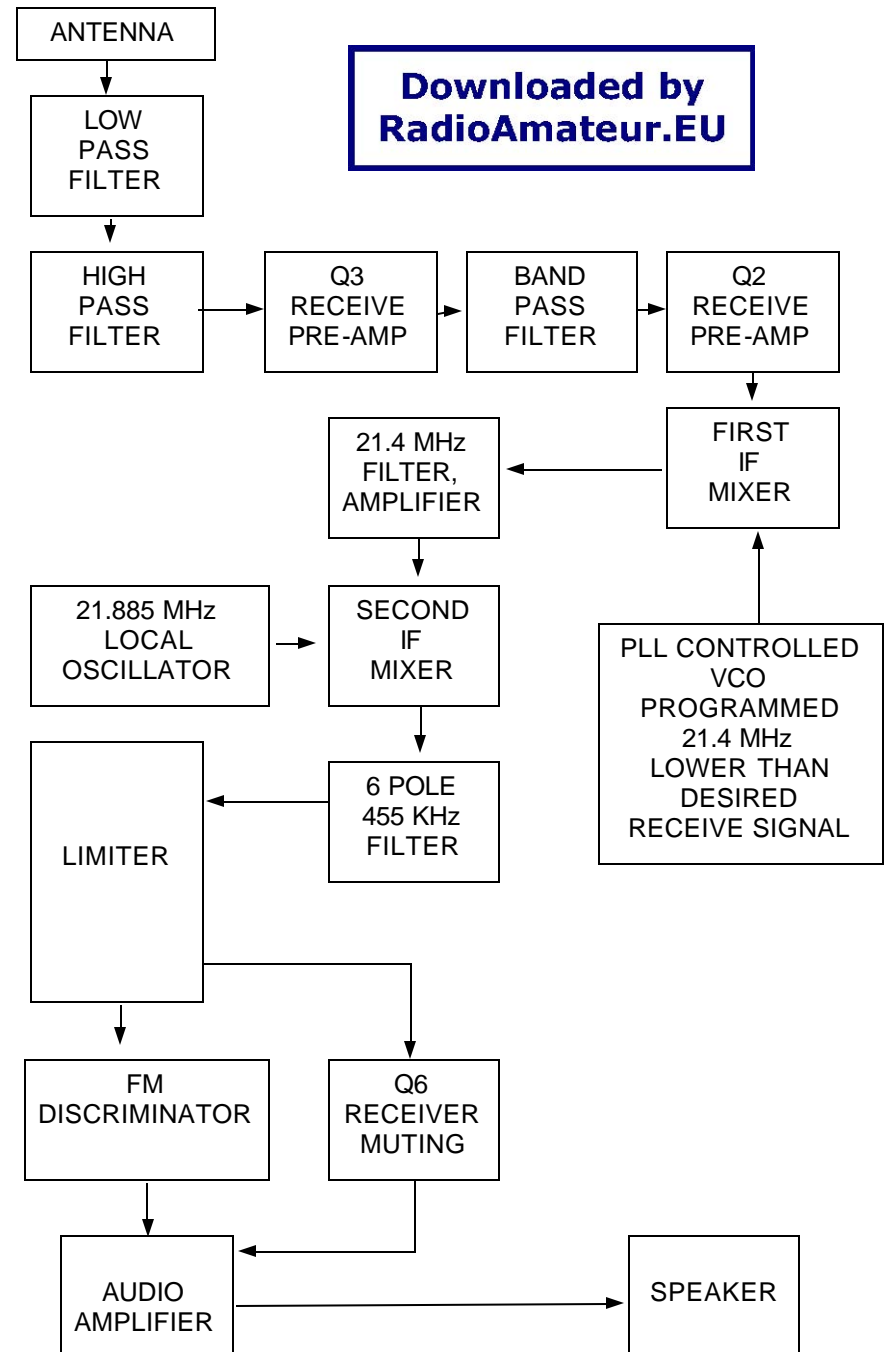 ANTENNA
Downloaded by
RadioAmateur.EU
LOW
PASS
FILTER
HIGH
PASS
FILTER
Q3
RECEIVE
PRE-AMP
BAND
PASS
FILTER
Q2
RECEIVE
PRE-AMP
21.4 MHz
FILTER,
AMPLIFIER
FIRST
IF
MIXER
21.885 MHz
LOCAL
OSCILLATOR
SECOND
IF
MIXER
PLL CONTROLLED
VCO
PROGRAMMED
21.4 MHz
LOWER THAN
DESIRED
RECEIVE SIGNAL
LIMITER
6 POLE
455 KHz
FILTER
FM
DISCRIMINATOR
Q6
RECEIVER
MUTING
AUDIO
AMPLIFIER
SPEAKER